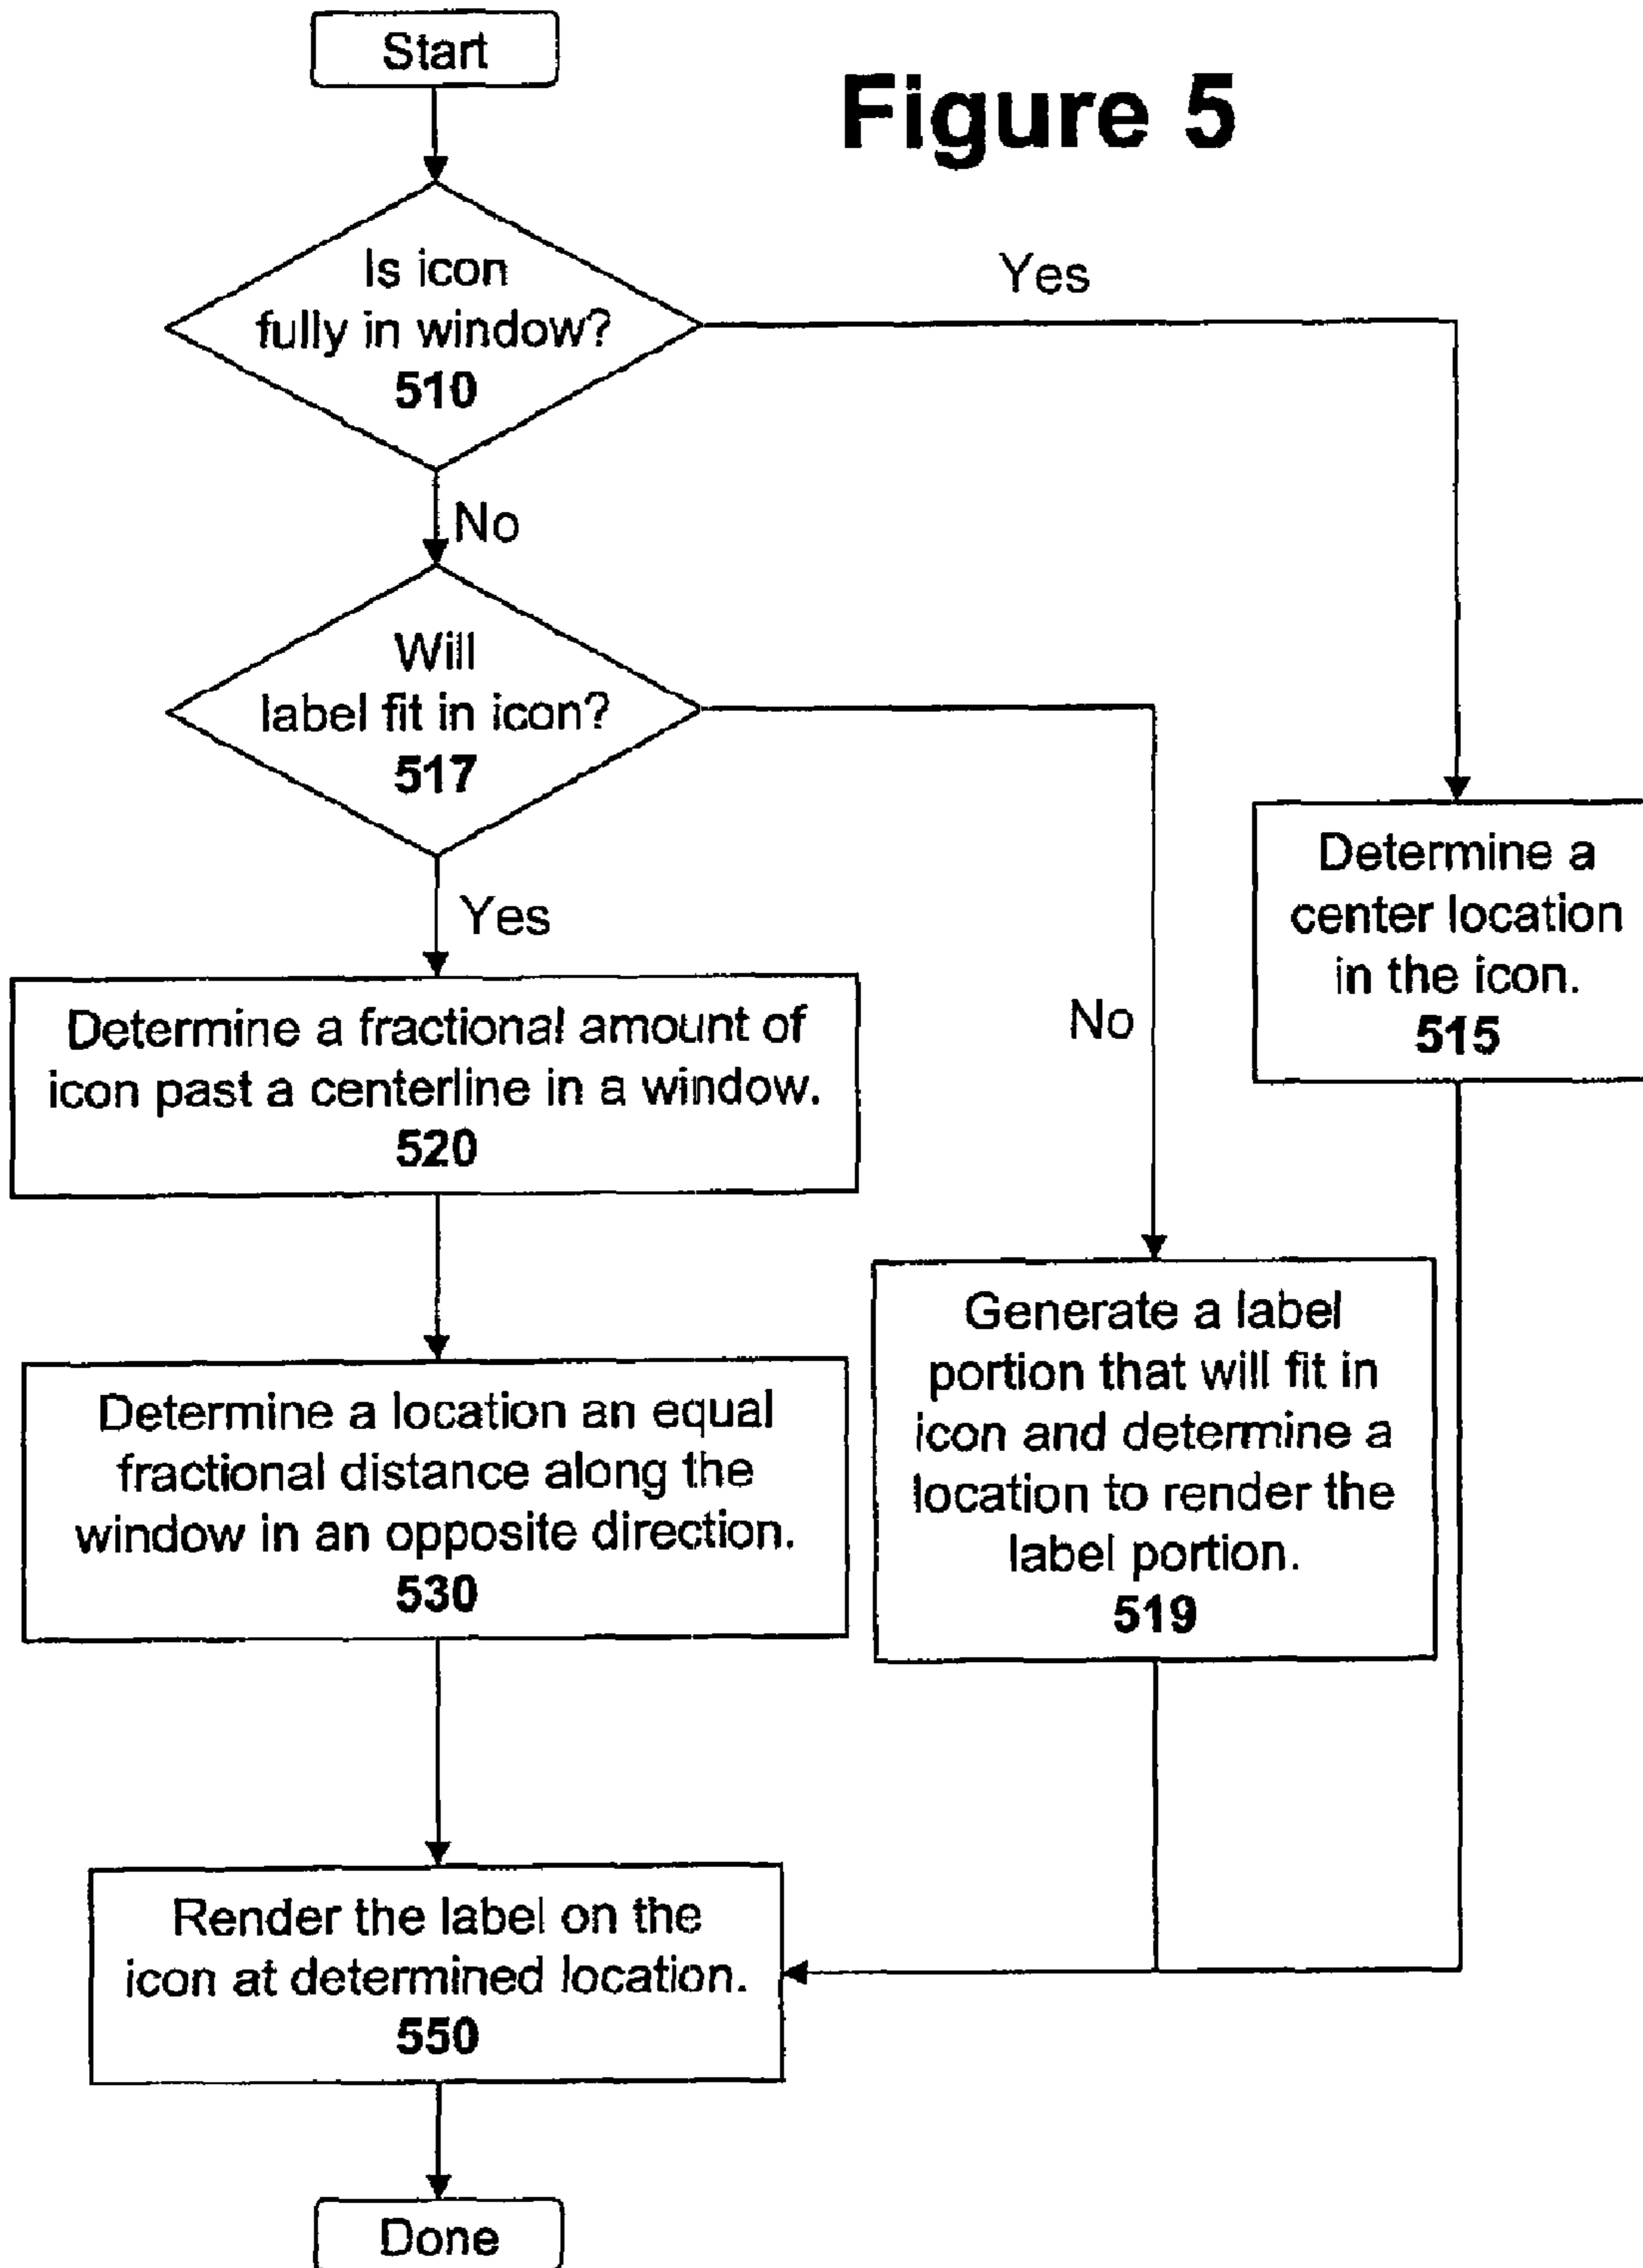 Start
Figure 5
Is icon
fully in window?
510
Yes
No
Will
label fit in icon?
517
Yes
No
Determine a
center location
in the icon.
515
Determine a fractional amount of
icon past a centerline in a window.
520
Generate a label
portion that will fit in
icon and determine a
location to render the
label portion.
519
Determine a location an equal
fractional distance along the
window in an opposite direction.
530
Render the label on the
icon at determined location.
550
Done